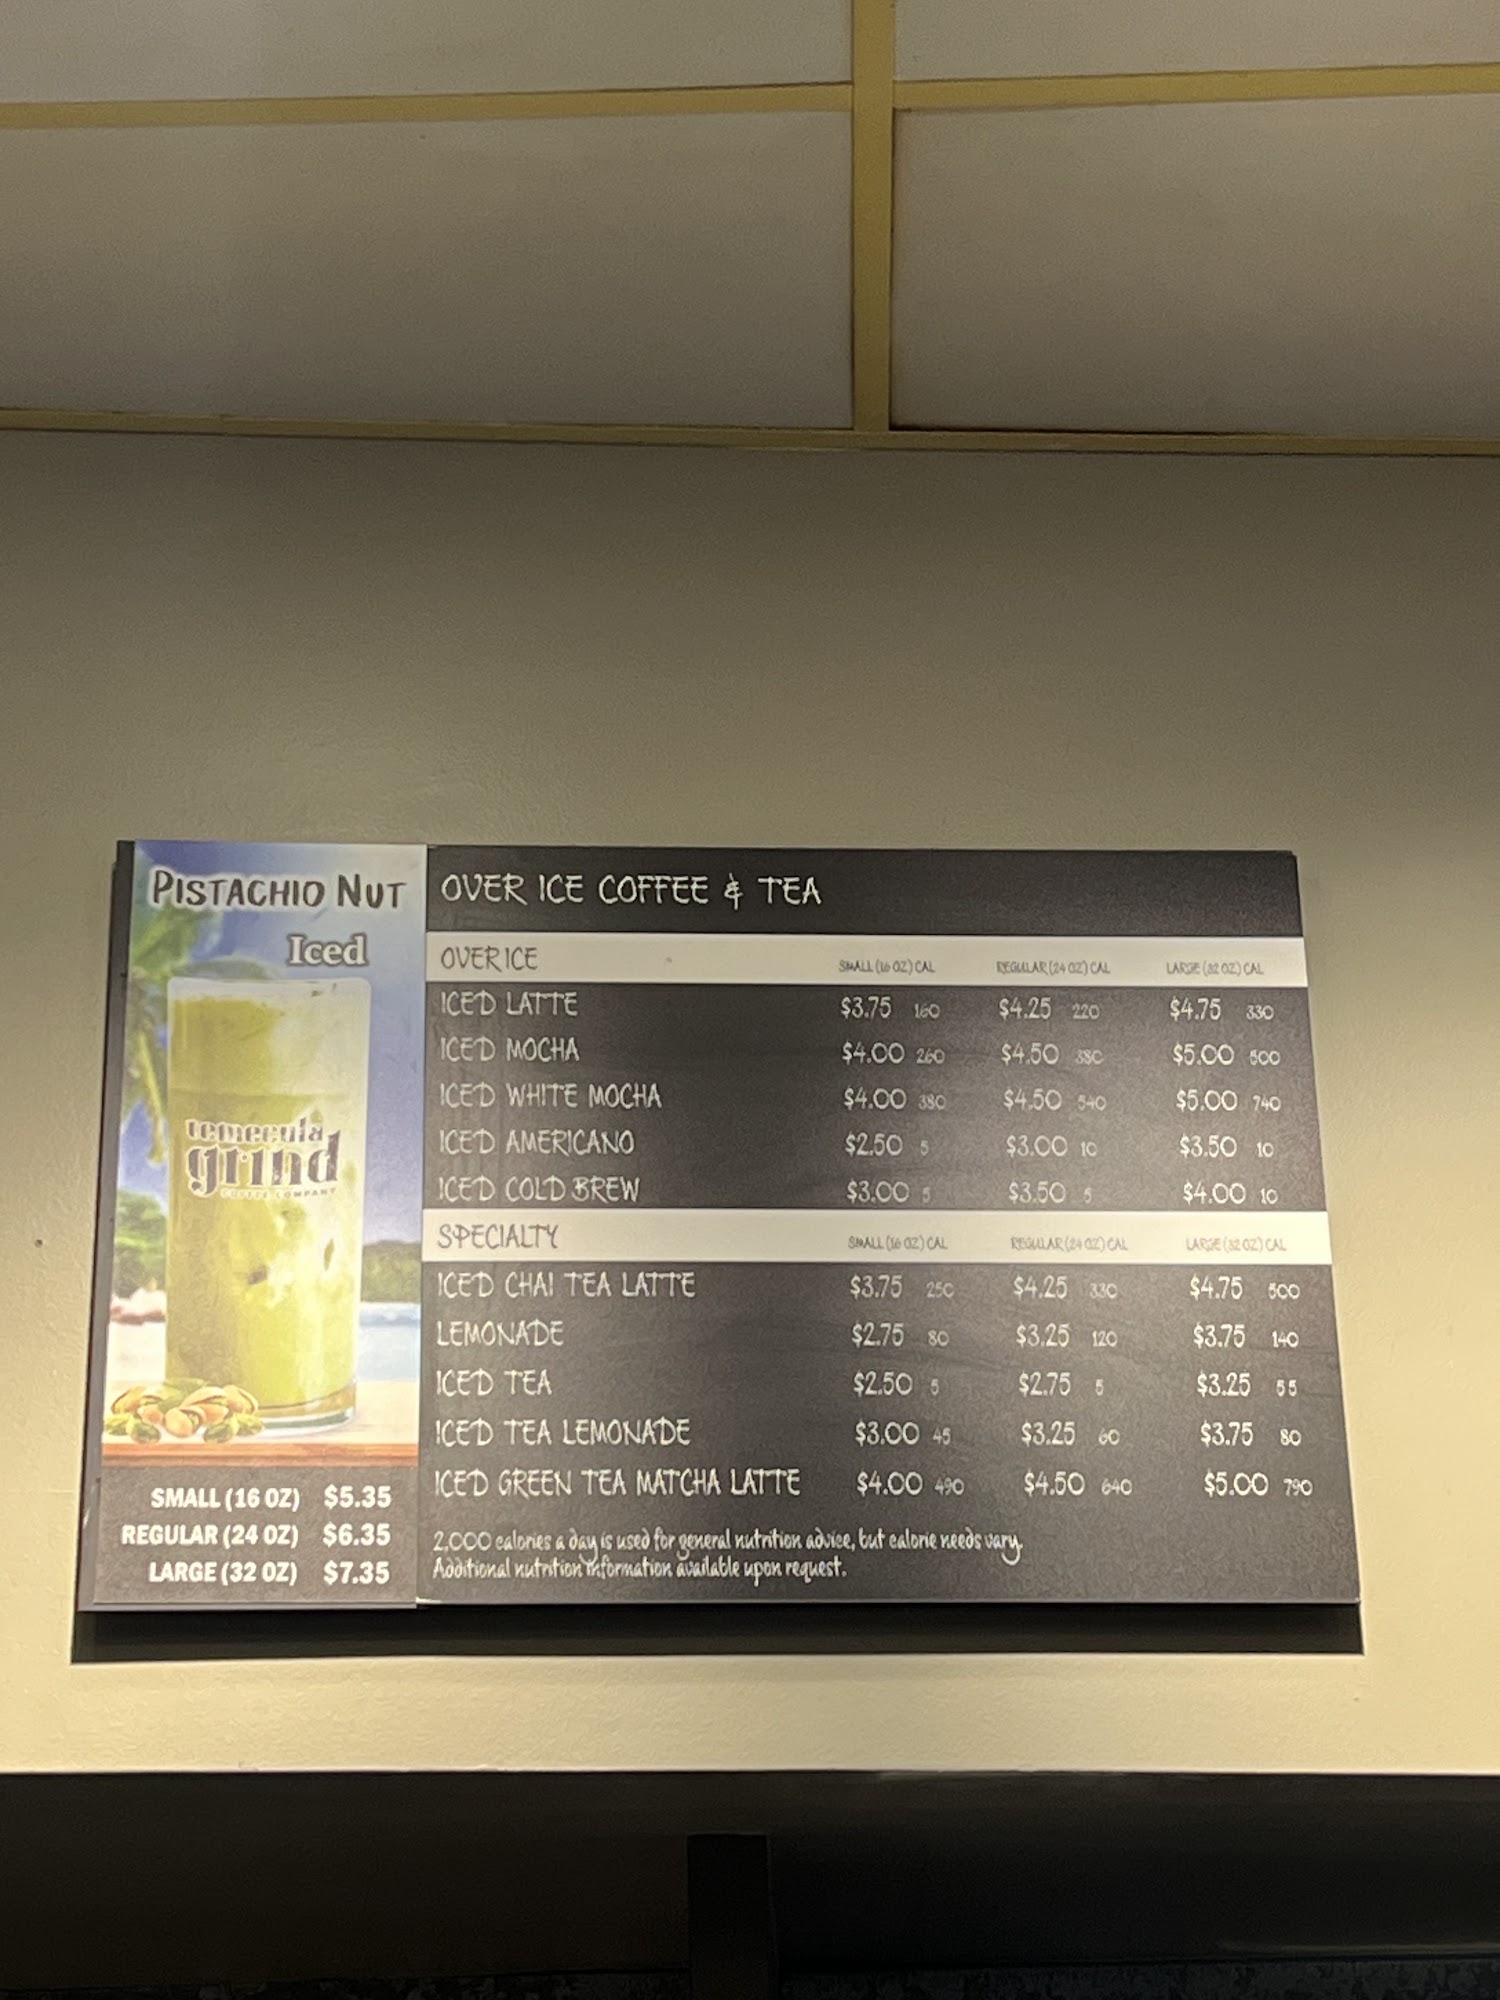 PISTACHIO NUT
Iced
temecula
grind
COFFEE COMPANY
SMALL (16 OZ) $5.35
REGULAR (24 OZ) $6.35
LARGE (32 OZ) $7.35
OVER ICE COFFEE & TEA
OVER ICE SMALL (16 OZ) CAL REGULAR (24 OZ) CAL LARGE (32 OZ) CAL
ICED LATTE $3.75 160 $4.25 220 $4.75 330
ICED MOCHA $4.00 260 $4.50 380 $5.00 500
ICED WHITE MOCHA $4.00 380 $4.50 540 $5.00 740
ICED AMERICANO $2.50 5 $3.00 10 $3.50 10
ICED COLD BREW $3.00 5 $3.50 5 $4.00 10
SPECIALTY SMALL (16 OZ) CAL REGULAR (24 OZ) CAL LARGE (32 OZ) CAL
ICED CHAI TEA LATTE $3.75 250 $4.25 330 $4.75 500
LEMONADE $2.75 80 $3.25 120 $3.75 140
ICED TEA $2.50 5 $2.75 5 $3.25 55
ICED TEA LEMONADE $3.00 45 $3.25 60 $3.75 80
ICED GREEN TEA MATCHA LATTE $4.00 490 $4.50 640 $5.00 790
2,000 calories a day is used for general nutrition advice, but calorie needs vary.
Additional nutrition information available upon request.